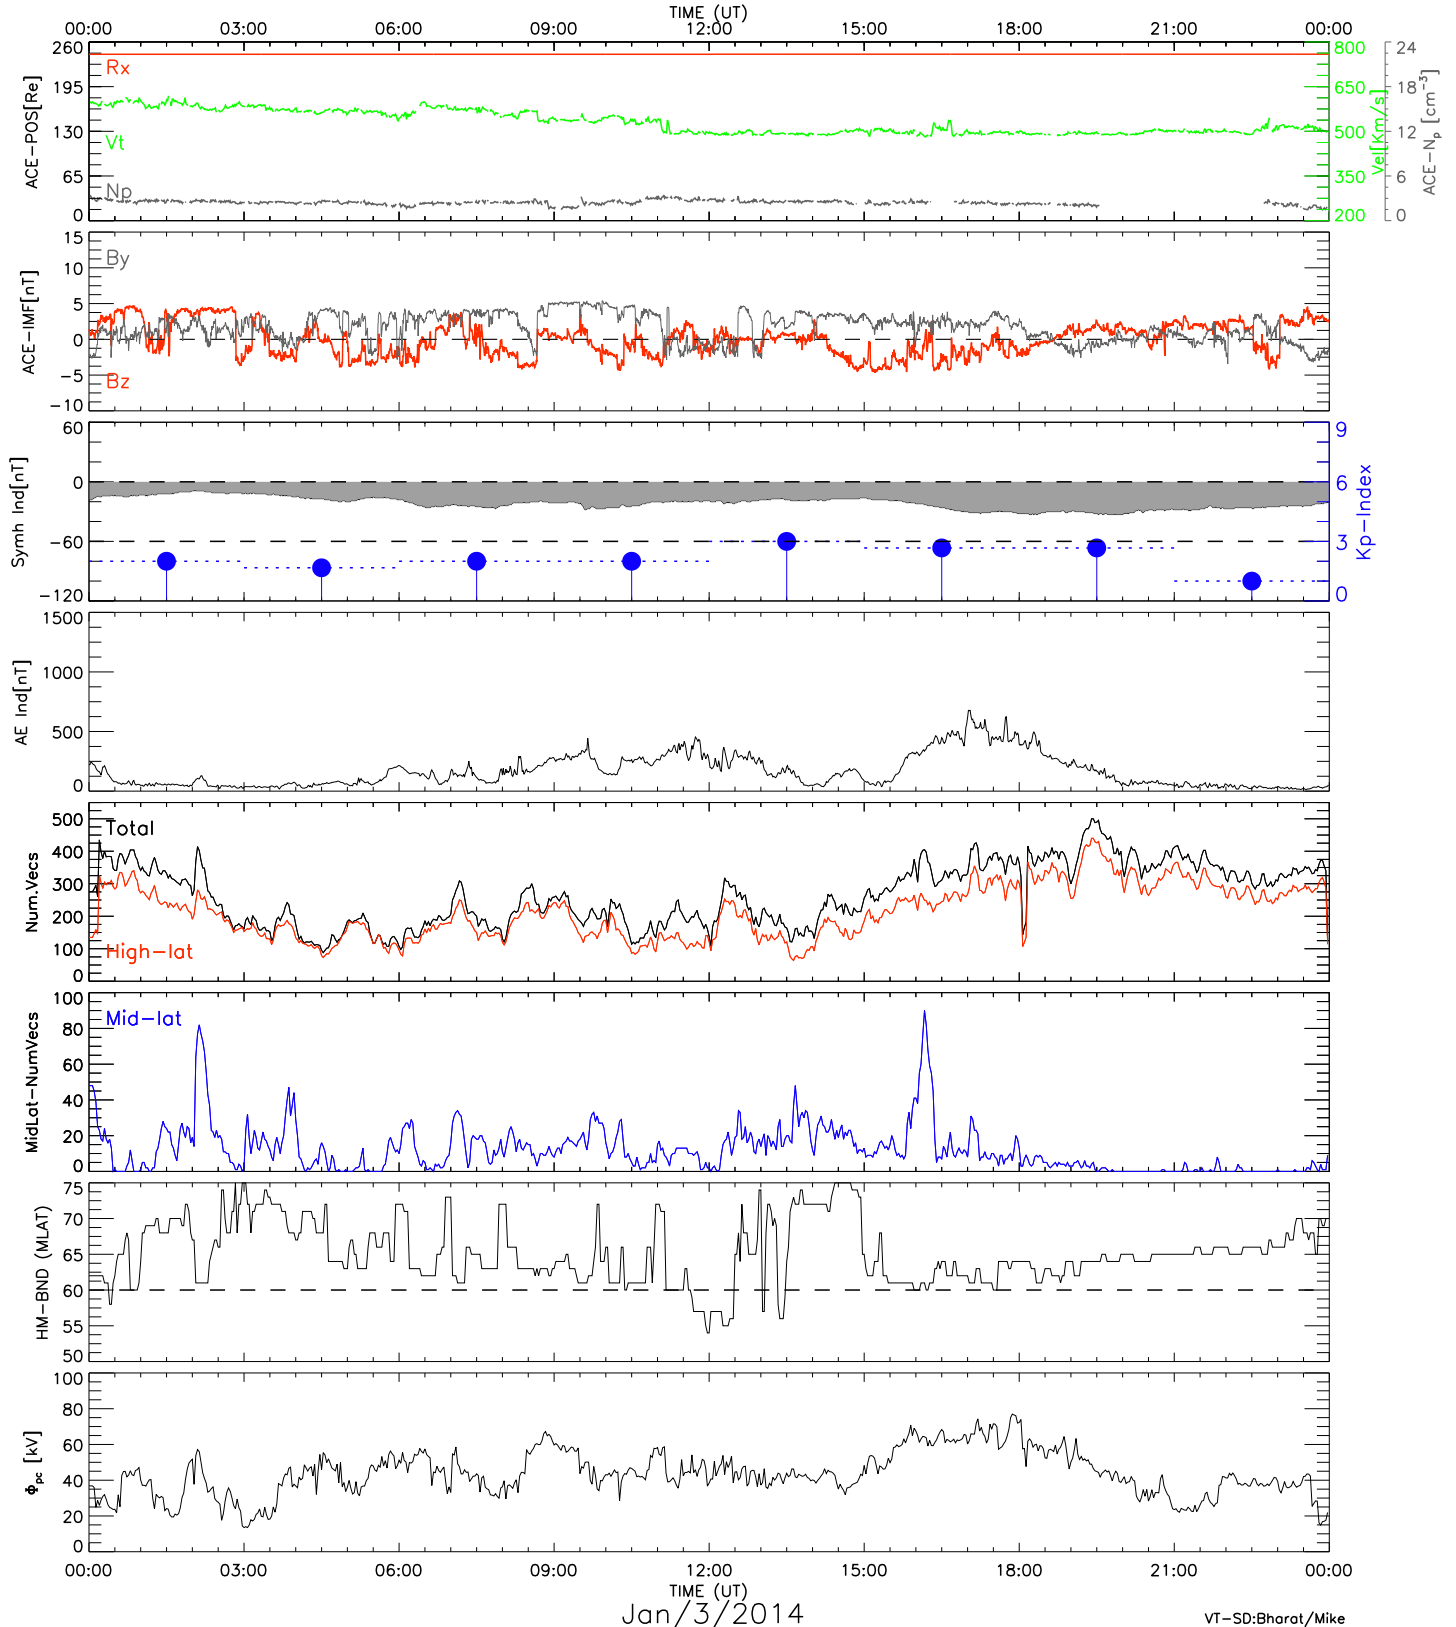 TIME (UT)
00:00 03:00 06:00 09:00 12:00 15:00 18:00 21:00 00:00
260 195 130 65 0
ACE-POS[Re]
Rx
Vt
Np
800 650 500 350 200
Vel[Km/s]
24 18 12 6 0
ACE-Np [cm⁻³]
15 10 5 0 -5 -10
ACE-IMF[nT]
By
Bz
60 0 -60 -120
Symh Ind[nT]
9 6 3 0
Kp-Index
1500 1000 500 0
AE Ind[nT]
500 400 300 200 100 0
Num.Vecs
Total
High-lat
100 80 60 40 20 0
MidLat-NumVecs
Mid-lat
75 70 65 60 55 50
HM-BND (MLAT)
100 80 60 40 20 0
Φpc [kV]
00:00 03:00 06:00 09:00 12:00 15:00 18:00 21:00 00:00
TIME (UT)
Jan/3/2014
VT-SD:Bharat/Mike